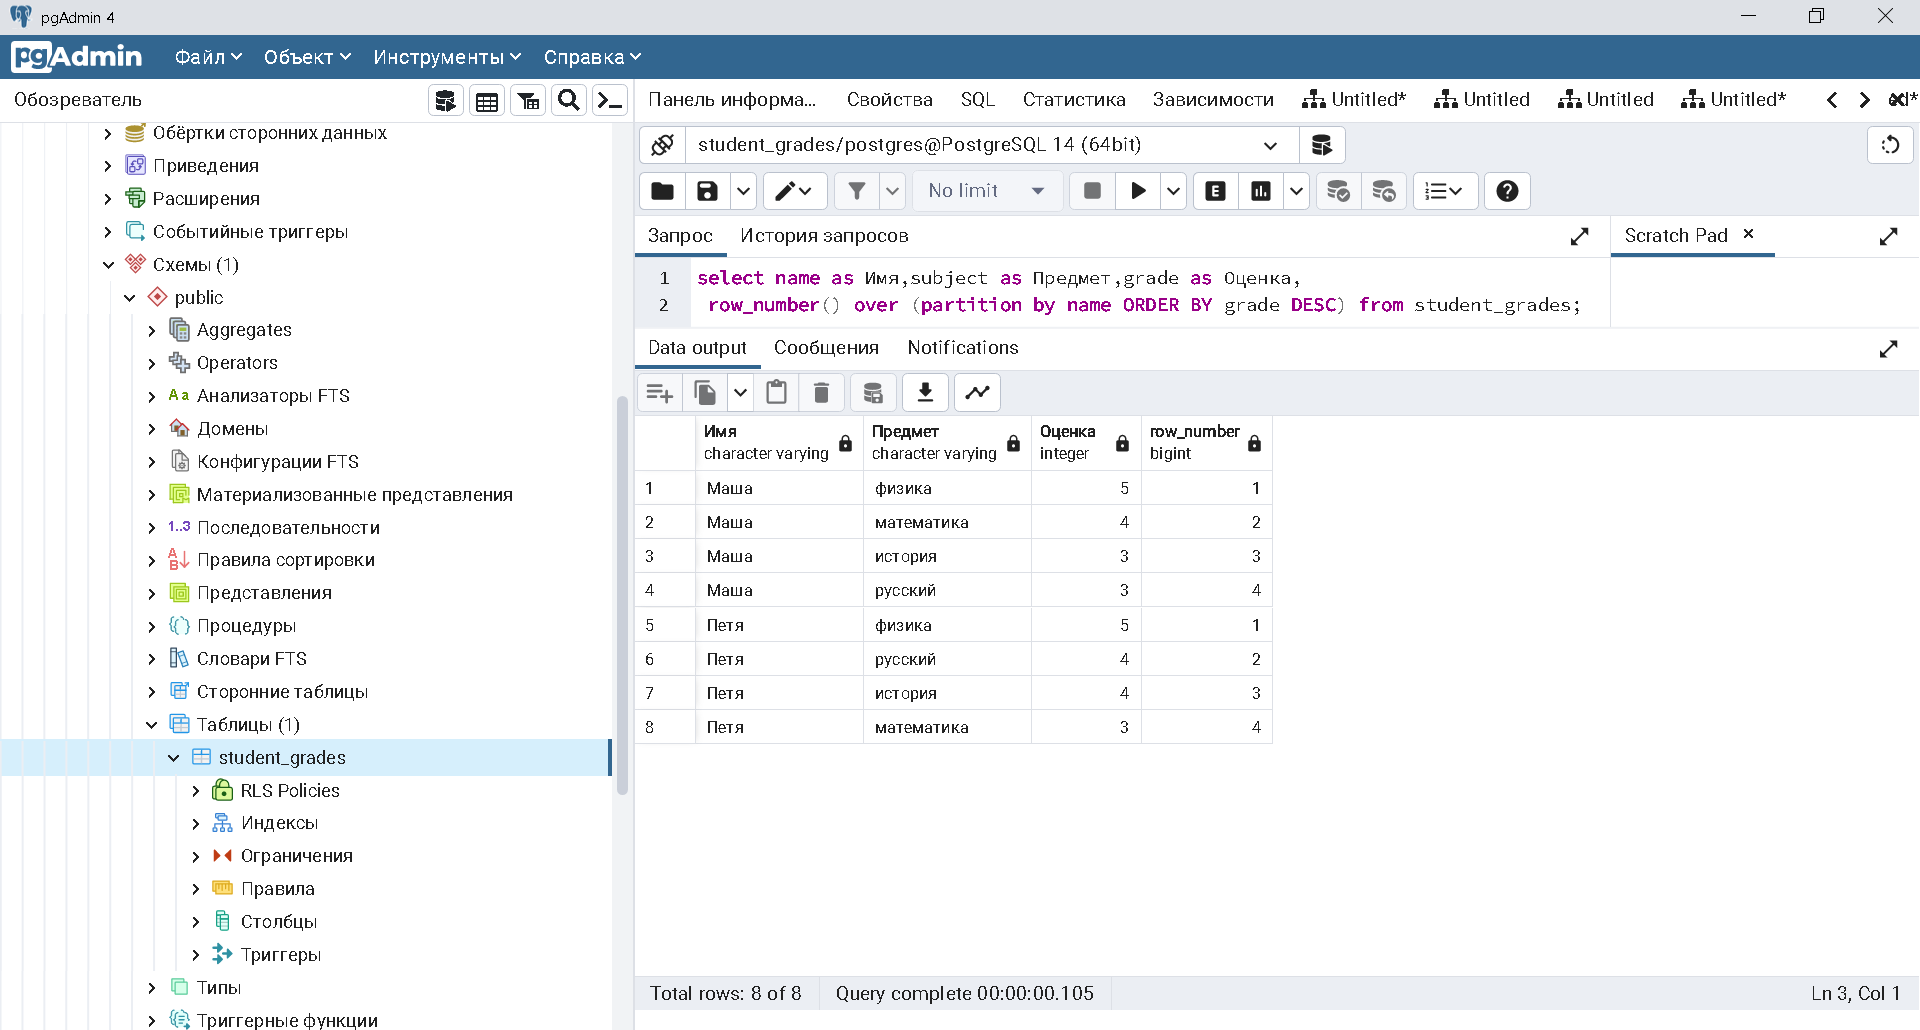 pgAdmin 4
pgAdmin
Файл
Объект
Инструменты
Справка
Обозреватель
Панель информа...
Свойства
SQL
Статистика
Зависимости
Untitled*
Untitled
Untitled
Untitled*
Обёртки сторонних данных
Приведения
Расширения
Событийные триггеры
Схемы (1)
public
Aggregates
Operators
Aa Анализаторы FTS
Домены
Конфигурации FTS
Материализованные представления
1..3 Последовательности
Правила сортировки
Представления
Процедуры
Словари FTS
Сторонние таблицы
Таблицы (1)
student_grades
RLS Policies
Индексы
Ограничения
Правила
Столбцы
Триггеры
Типы
Триггерные функции
student_grades/postgres@PostgreSQL 14 (64bit)
No limit
E
Запрос
История запросов
Scratch Pad
1 select name as Имя,subject as Предмет,grade as Оценка,
2 row_number() over (partition by name ORDER BY grade DESC) from student_grades;
Data output
Сообщения
Notifications
Имя Предмет Оценка row_number
character varying character varying integer bigint
1 Маша физика 5 1
2 Маша математика 4 2
3 Маша история 3 3
4 Маша русский 3 4
5 Петя физика 5 1
6 Петя русский 4 2
7 Петя история 4 3
8 Петя математика 3 4
Total rows: 8 of 8
Query complete 00:00:00.105
Ln 3, Col 1